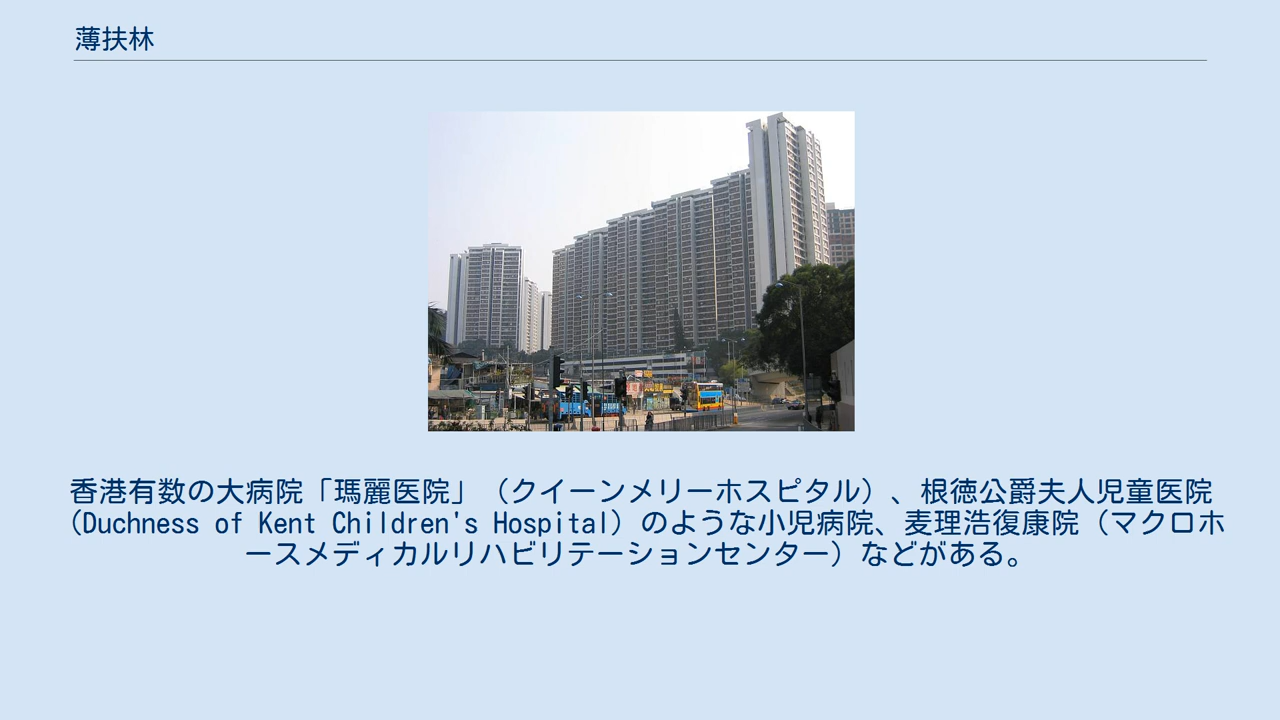 薄扶林
香港有数の大病院「瑪麗医院」（クイーンメリーホスピタル）、根徳公爵夫人児童医院
（Duchness of Kent Children's Hospital）のような小児病院、麦理浩復康院（マクロホ
ースメディカルリハビリテーションセンター）などがある。